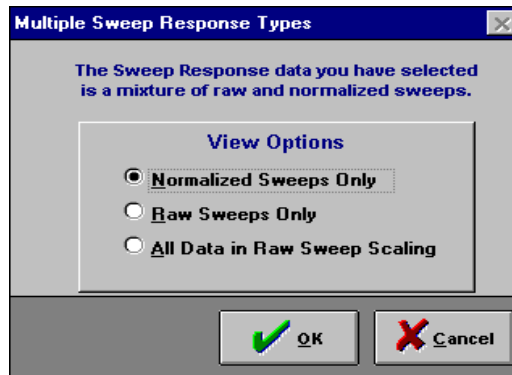 Multiple Sweep Response Types
The Sweep Response data you have selected
is a mixture of raw and normalized sweeps.
View Options
Normalized Sweeps Only
Raw Sweeps Only
All Data in Raw Sweep Scaling
OK
Cancel